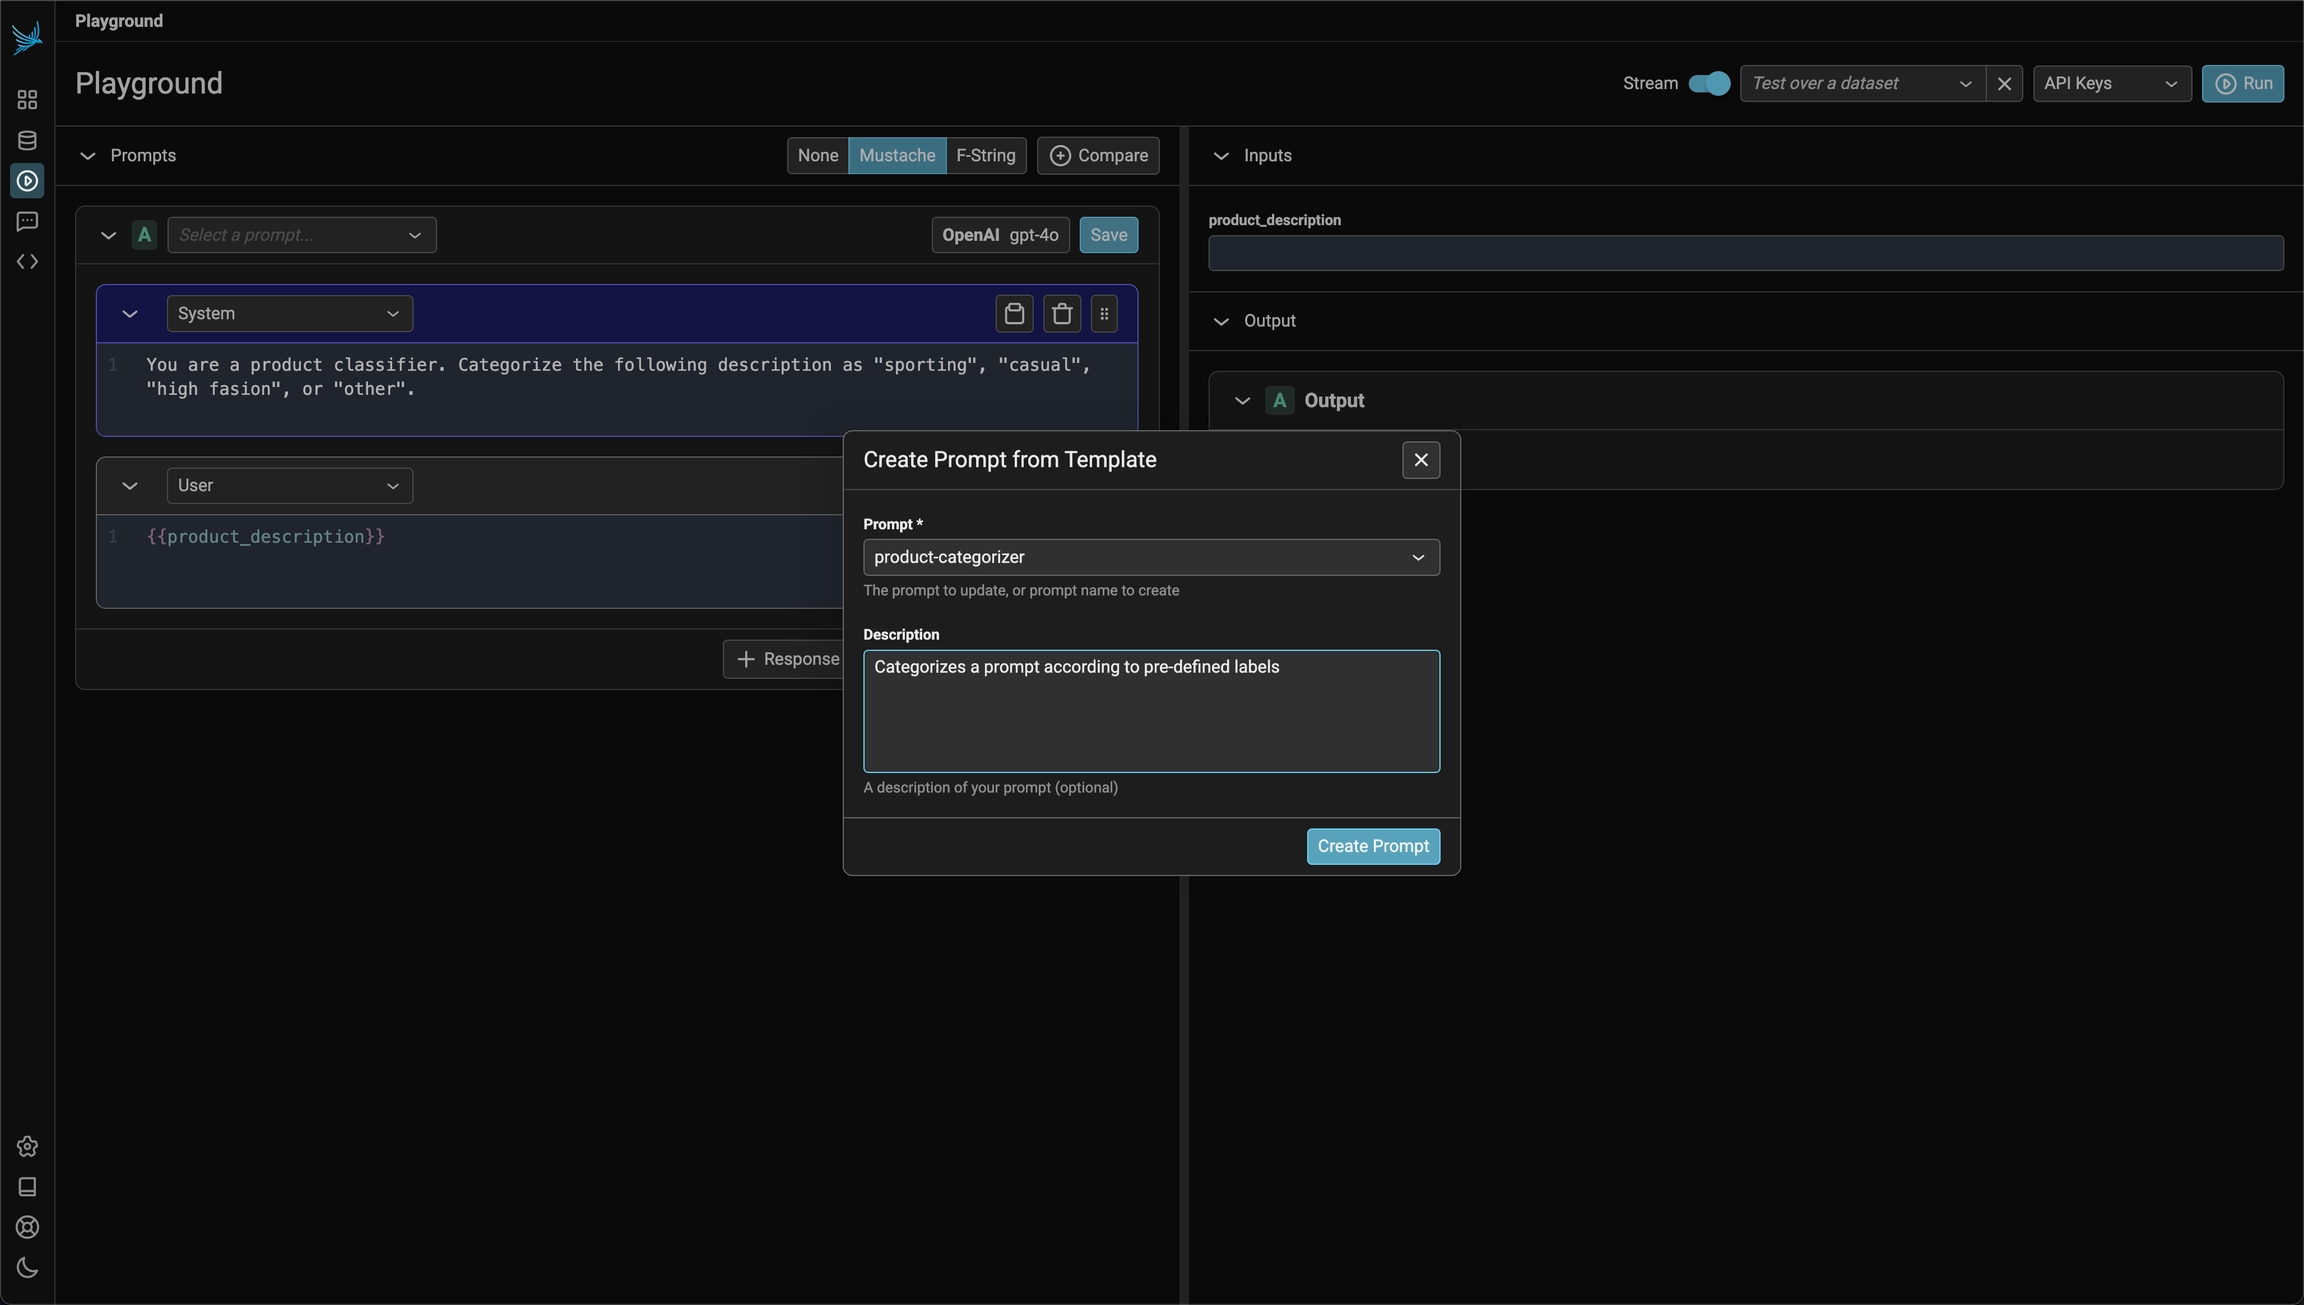 Playground
Playground
Stream
Test over a dataset
API Keys
Run
Prompts
None
Mustache
F-String
Compare
Inputs
A
Select a prompt...
OpenAI gpt-4o
Save
product_description
System
1
You are a product classifier. Categorize the following description as "sporting", "casual",
"high fasion", or "other".
Output
A
Output
User
1
{{product_description}}
Response
Create Prompt from Template
Prompt *
product-categorizer
The prompt to update, or prompt name to create
Description
Categorizes a prompt according to pre-defined labels
A description of your prompt (optional)
Create Prompt